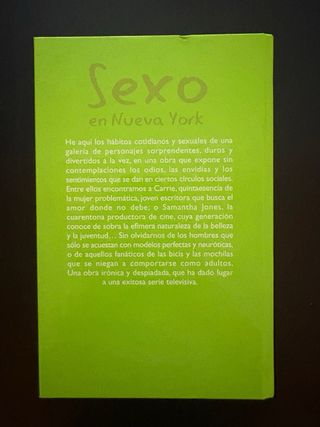 Sexo
en Nueva York
He aquí los hábitos cotidianos y sexuales de una
galería de personajes sorprendentes, duros y
divertidos a la vez, en una obra que expone sin
contemplaciones los odios, las envidias y los
sentimientos que se dan en ciertos círculos sociales.
Entre ellos encontramos a Carrie, quintaesencia de
la mujer problemática, joven escritora que busca el
amor donde no debe; o Samantha Jones, la
cuarentona productora de cine, cuya generación
conoce de sobra la efímera naturaleza de la belleza
y la juventud,... Sin olvidarnos de los hombres que
sólo se acuestan con modelos perfectas y neuróticas,
o de aquellos fanáticos de las bicis y las mochilas
que se niegan a comportarse como adultos.
Una obra irónica y despiadada, que ha dado lugar
a una exitosa serie televisiva.